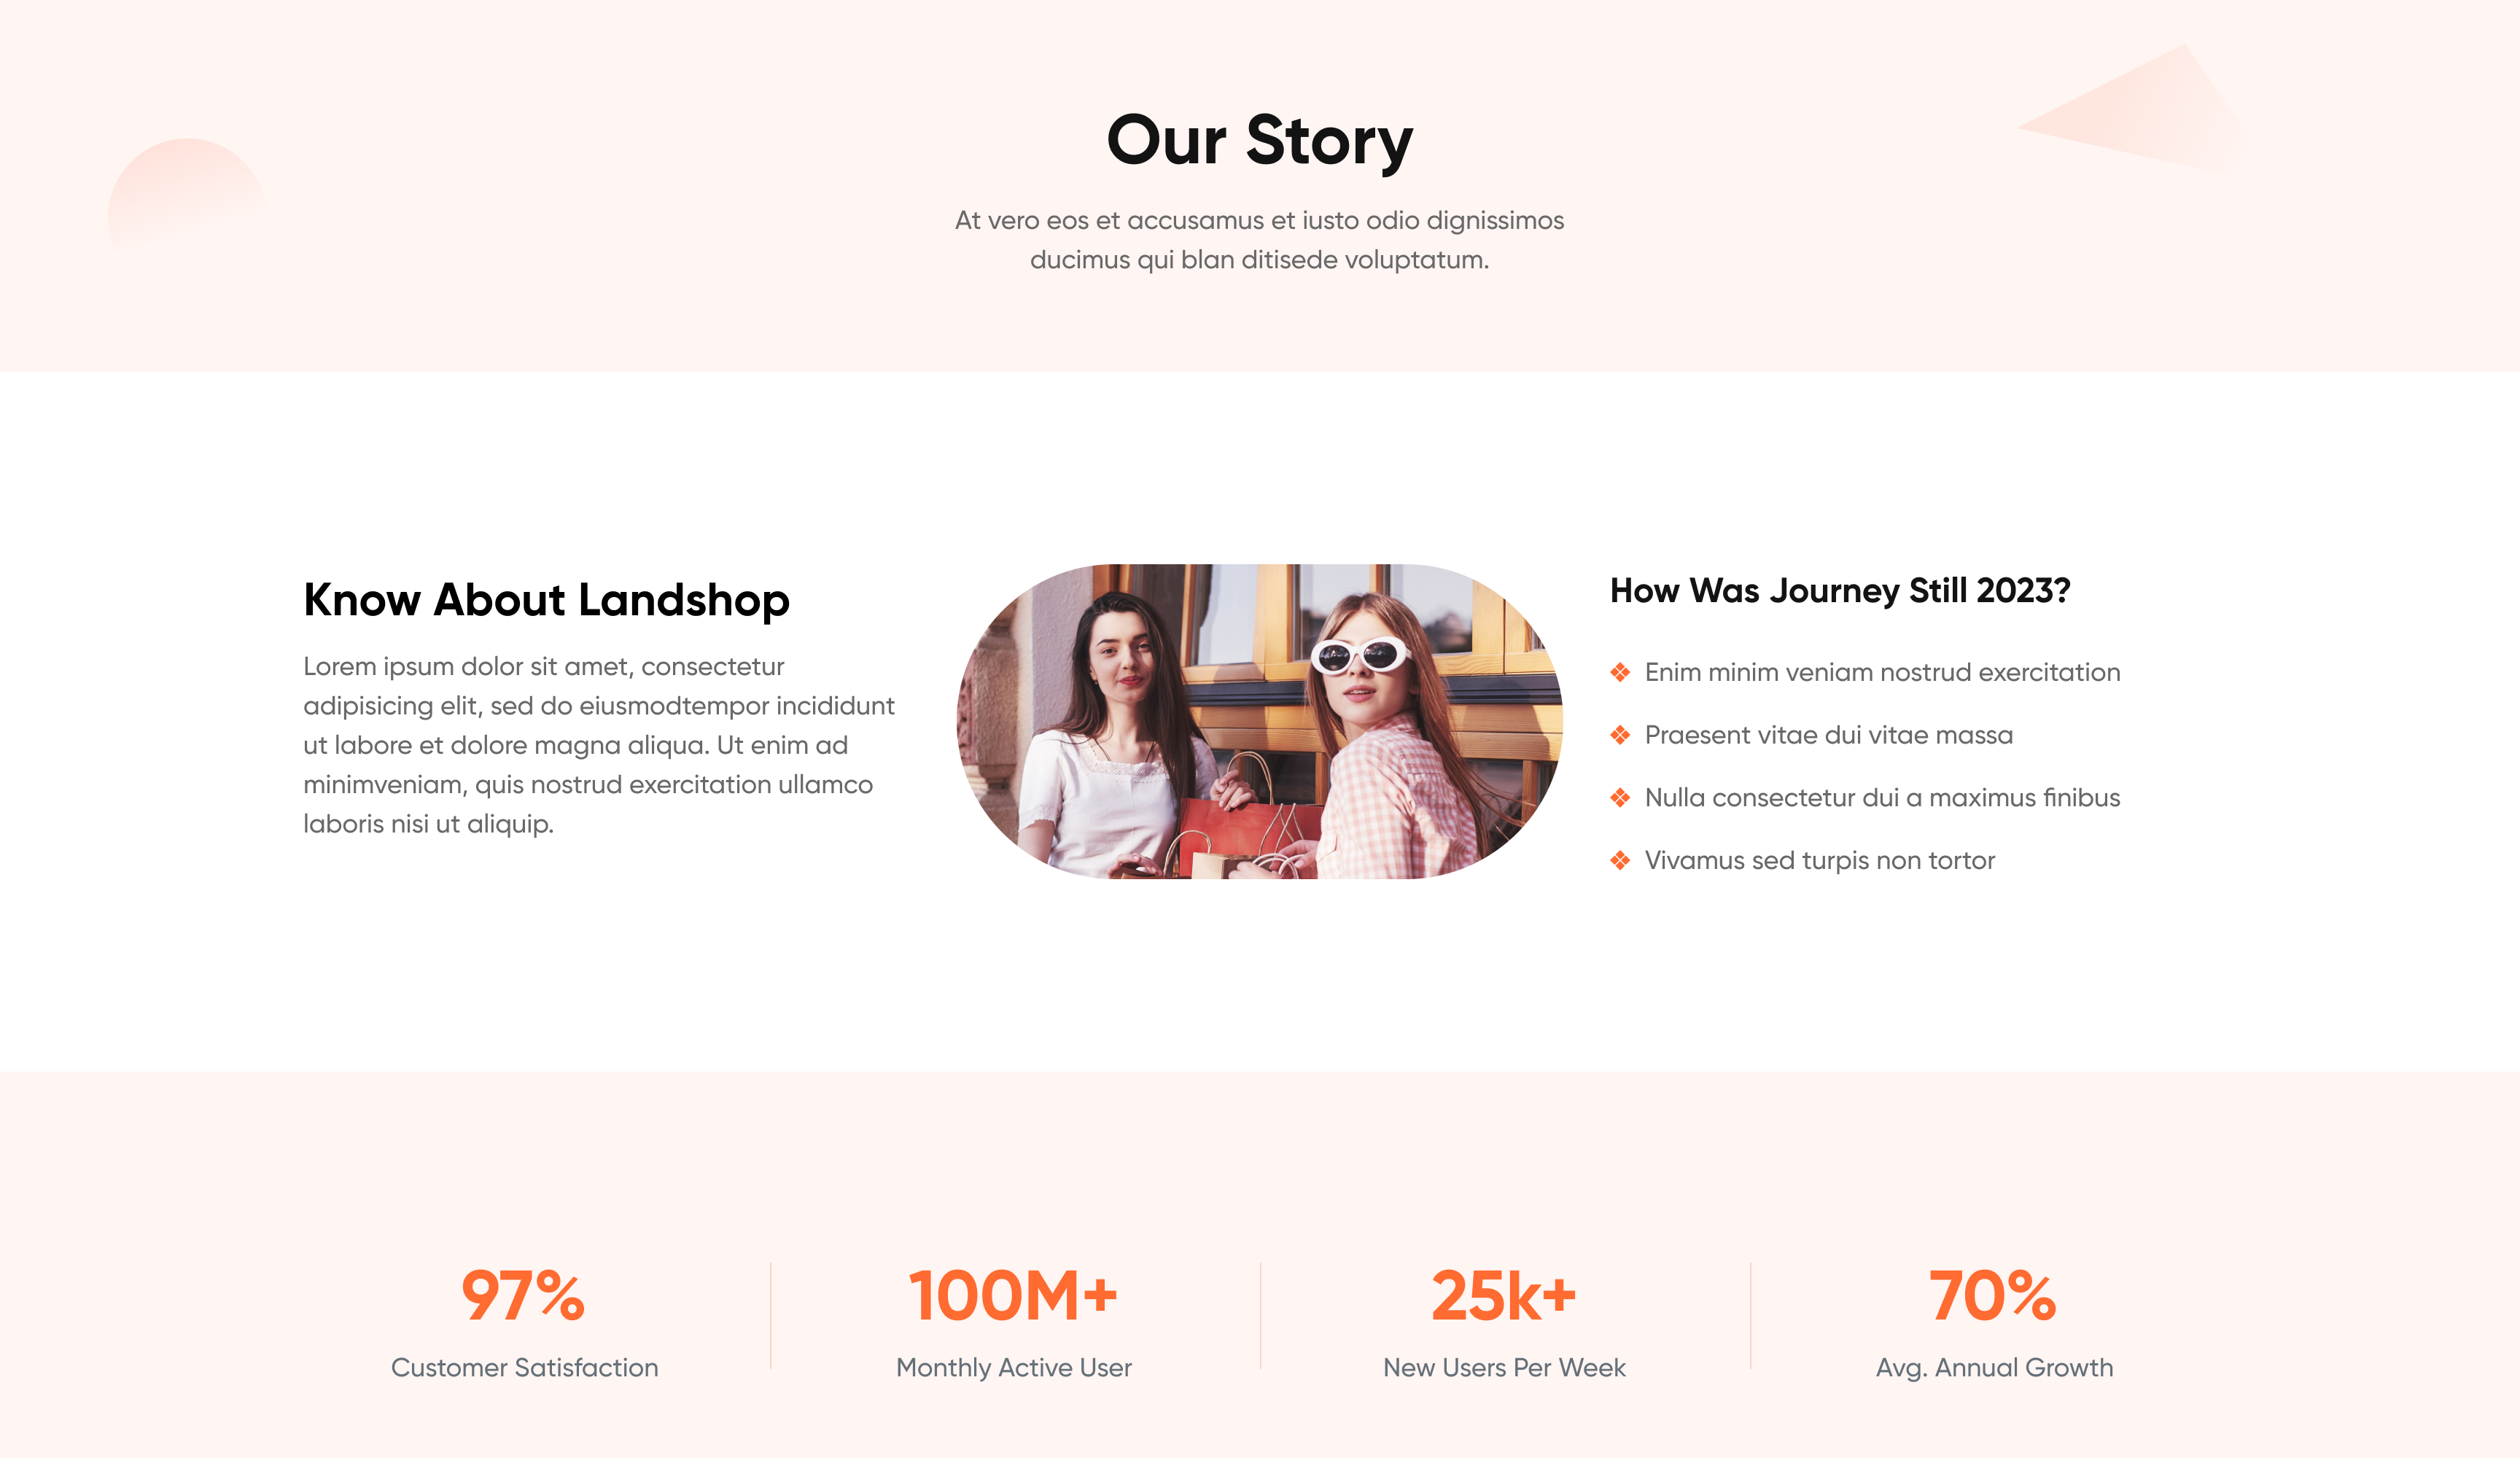 Our Story
At vero eos et accusamus et iusto odio dignissimos
ducimus qui blan ditisede voluptatum.
Know About Landshop
Lorem ipsum dolor sit amet, consectetur
adipisicing elit, sed do eiusmodtempor incididunt
ut labore et dolore magna aliqua. Ut enim ad
minimveniam, quis nostrud exercitation ullamco
laboris nisi ut aliquip.
How Was Journey Still 2023?
Enim minim veniam nostrud exercitation
Praesent vitae dui vitae massa
Nulla consectetur dui a maximus finibus
Vivamus sed turpis non tortor
97%
Customer Satisfaction
100M+
Monthly Active User
25k+
New Users Per Week
70%
Avg. Annual Growth